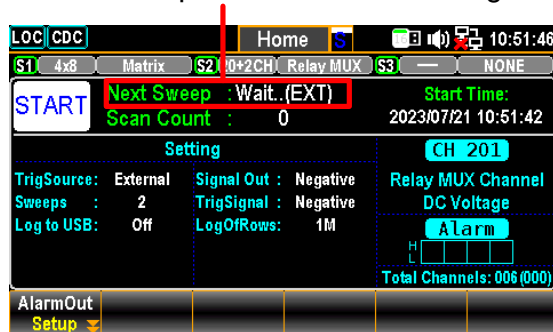 LOC CDC Home S 10:51:46
S1 4x8 Matrix S2 20+2CH Relay MUX S3 — NONE
START
Next Sweep : Wait..(EXT)
Scan Count : 0
Start Time:
2023/07/21 10:51:42
Setting
TrigSource: External Signal Out : Negative
Sweeps : 2 TrigSignal : Negative
Log to USB: Off LogOfRows: 1M
CH 201
Relay MUX Channel
DC Voltage
Alarm
H
L
Total Channels: 006 (000)
AlarmOut
Setup